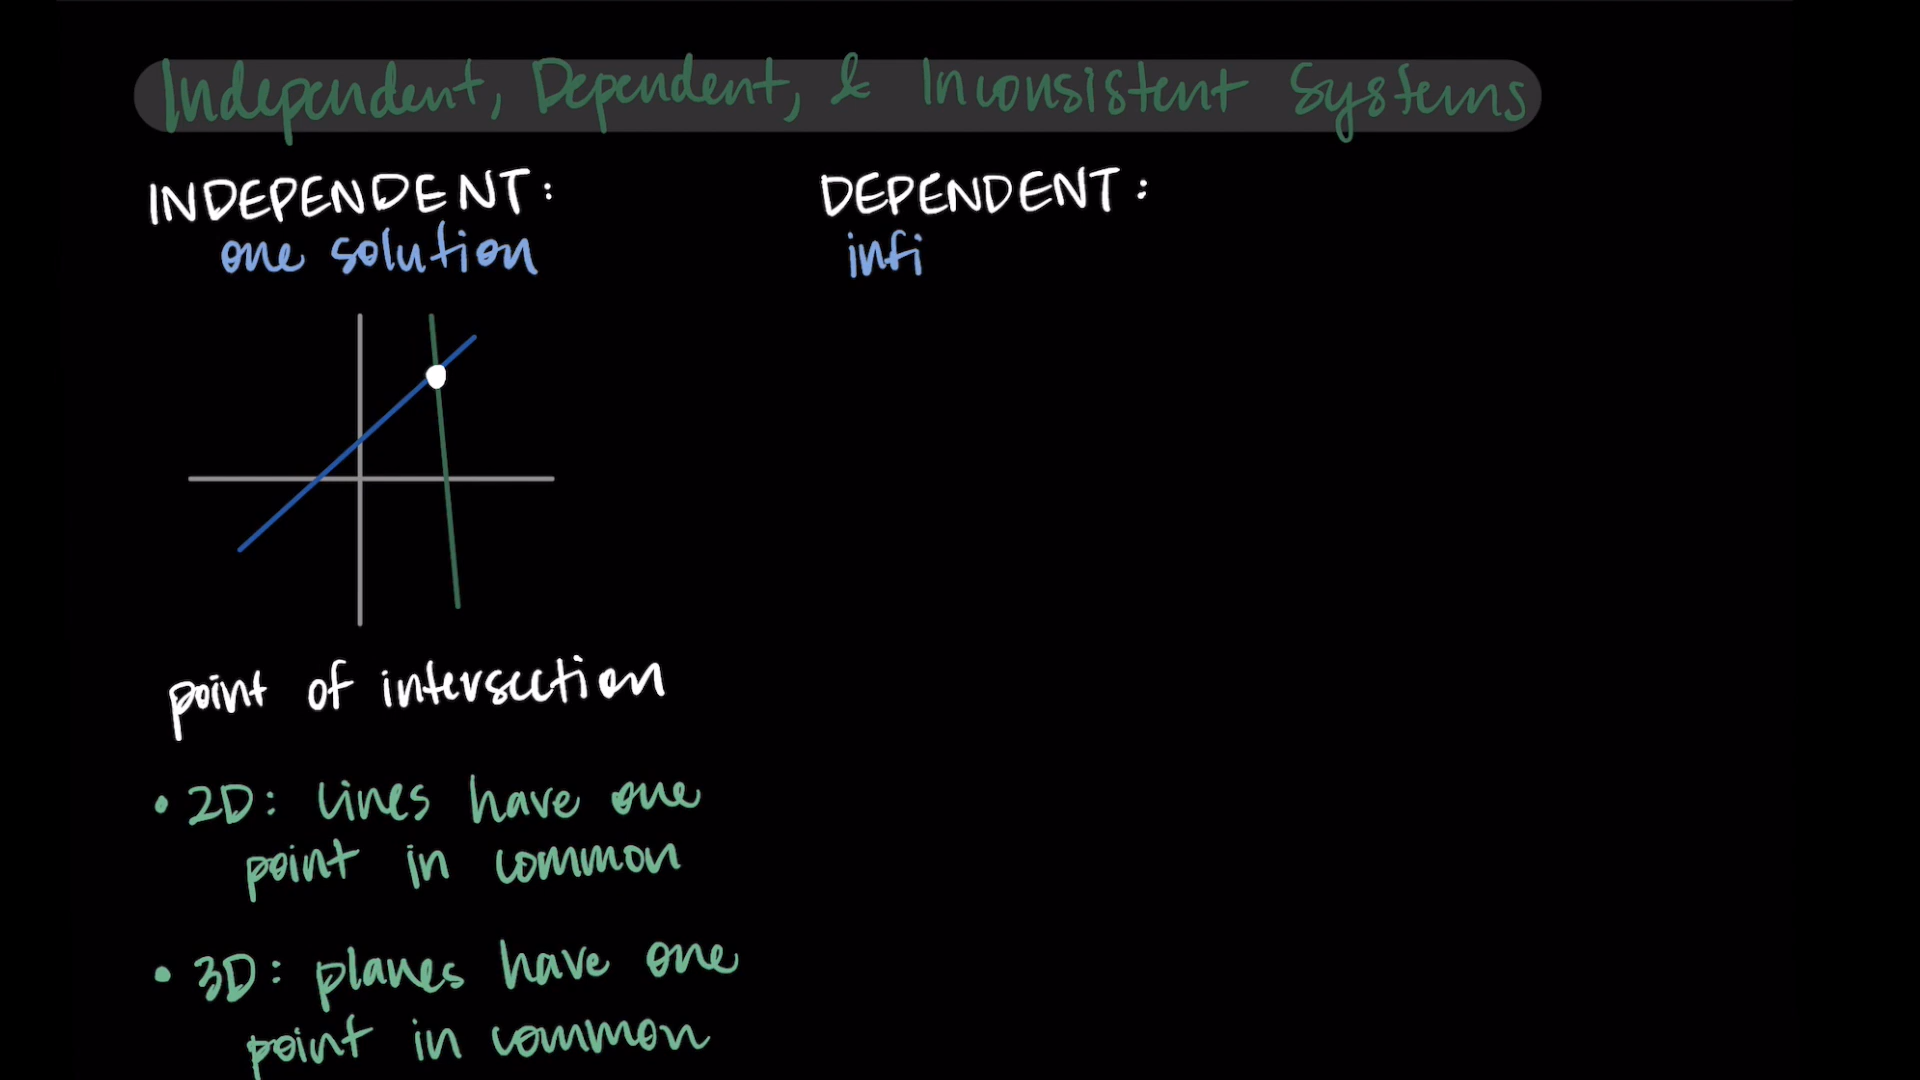 Independent, Dependent, & Inconsistent Systems
INDEPENDENT:
one solution
point of intersection
• 2D: lines have one
point in common
• 3D: planes have one
point in common
DEPENDENT:
infi